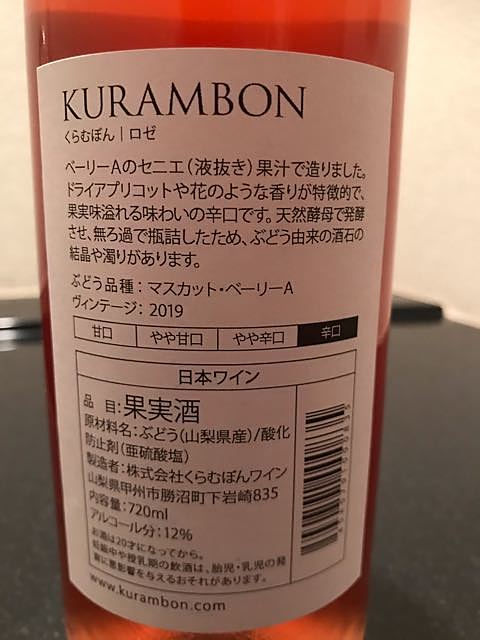 KURAMBON
くらむぼん | ロゼ
ベーリーAのセニエ(液抜き)果汁で造りました。
ドライアプリコットや花のような香りが特徴的で、
果実味溢れる味わいの辛口です。天然酵母で発酵
させ、無ろ過で瓶詰したため、ぶどう由来の酒石の
結晶や濁りがあります。
ぶどう品種：マスカット・ベーリーA
ヴィンテージ：2019
甘口 やや甘口 やや辛口 辛口
日本ワイン
品 目：果実酒
原材料名：ぶどう(山梨県産)/酸化
防止剤(亜硫酸塩)
製造者：株式会社くらむぼんワイン
山梨県甲州市勝沼町下岩崎835
内容量：720ml
アルコール分：12%
お酒は20才になってから。
妊娠中や授乳期の飲酒は、胎児・乳児の発
育に悪影響を与えるおそれがあります。
www.kurambon.com